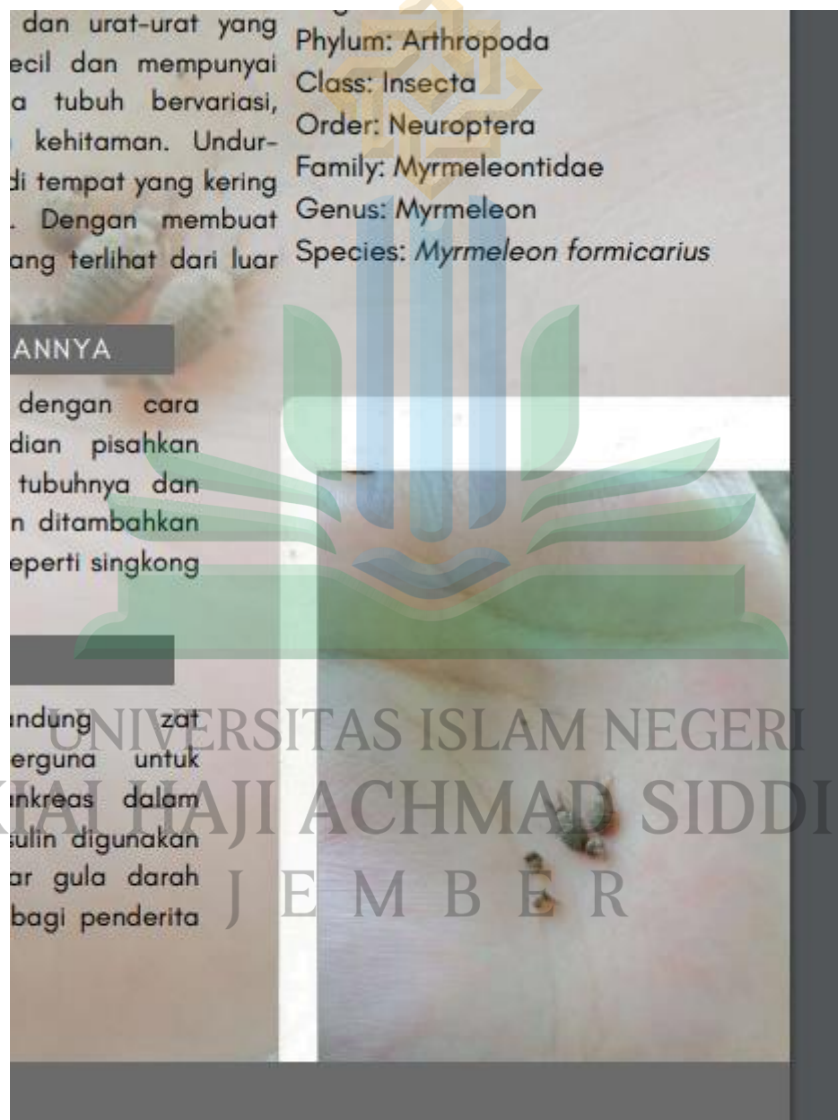 dan urat-urat yang
ecil dan mempunyai
a tubuh bervariasi,
kehitaman. Undur-
di tempat yang kering
. Dengan membuat
ang terlihat dari luar
Phylum: Arthropoda
Class: Insecta
Order: Neuroptera
Family: Myrmeleontidae
Genus: Myrmeleon
Species: Myrmeleon formicarius
ANNYA
dengan cara
dian pisahkan
tubuhnya dan
n ditambahkan
eperti singkong
andung zat
erguna untuk
ankreas dalam
sulin digunakan
ar gula darah
bagi penderita
UNIVERSITAS ISLAM NEGERI
KIAI HAJI ACHMAD SIDDI
JEMBER